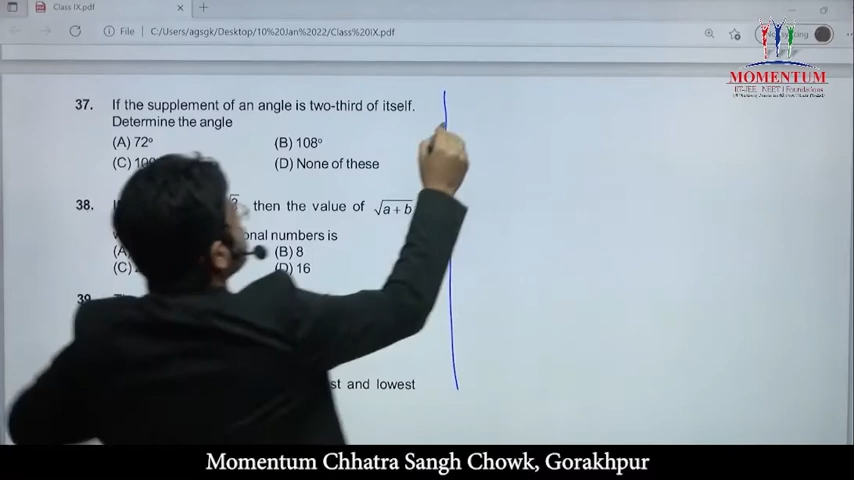 Class IX.pdf
File
C:/Users/agsgk/Desktop/10%20Jan%2022/Class%20IX.pdf
MOMENTUM
IIT-JEE NEET Foundations
37. If the supplement of an angle is two-third of itself.
Determine the angle
(A) 72° (B) 108°
(D) None of these
38. then the value of √a + b
numbers is
(B) 8
(D) 16
39.
and lowest
Momentum Chhatra Sangh Chowk, Gorakhpur